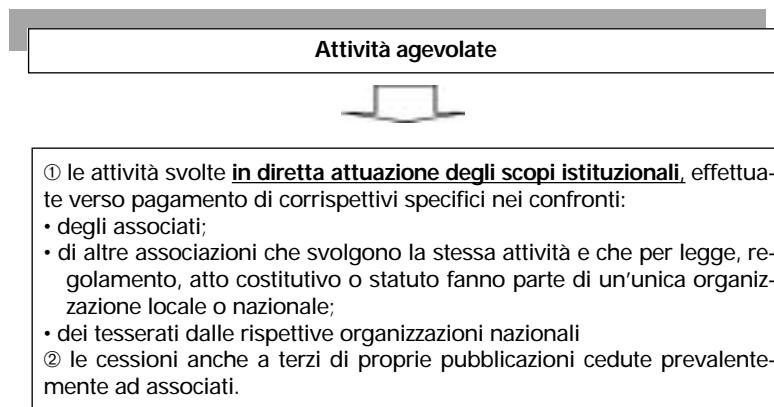 Attività agevolate
① le attività svolte in diretta attuazione degli scopi istituzionali, effettua-
te verso pagamento di corrispettivi specifici nei confronti:
• degli associati;
• di altre associazioni che svolgono la stessa attività e che per legge, re-
golamento, atto costitutivo o statuto fanno parte di un'unica organiz-
zazione locale o nazionale;
• dei tesserati dalle rispettive organizzazioni nazionali
② le cessioni anche a terzi di proprie pubblicazioni cedute prevalente-
mente ad associati.